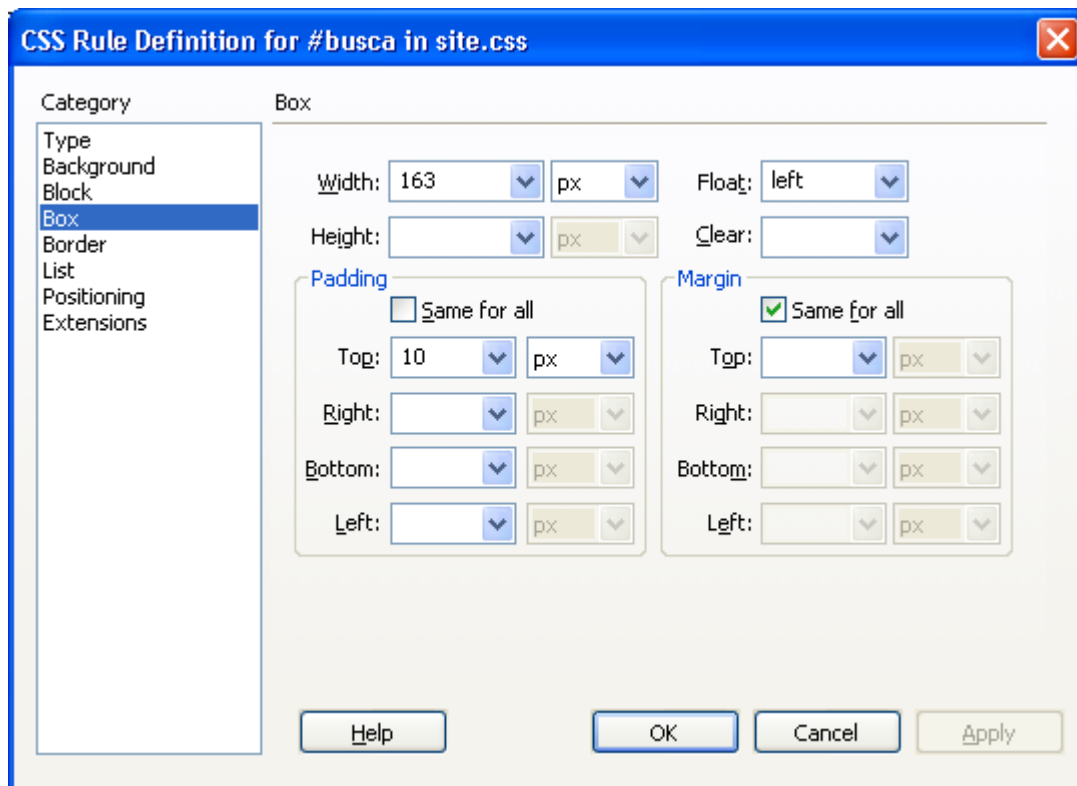 CSS Rule Definition for #busca in site.css
Category
Box
Type
Background
Block
Box
Border
List
Positioning
Extensions
Width: 163 px Float: left
Height: px Clear:
Padding Margin
Same for all Same for all
Top: 10 px Top: px
Right: px Right: px
Bottom: px Bottom: px
Left: px Left: px
Help OK Cancel Apply